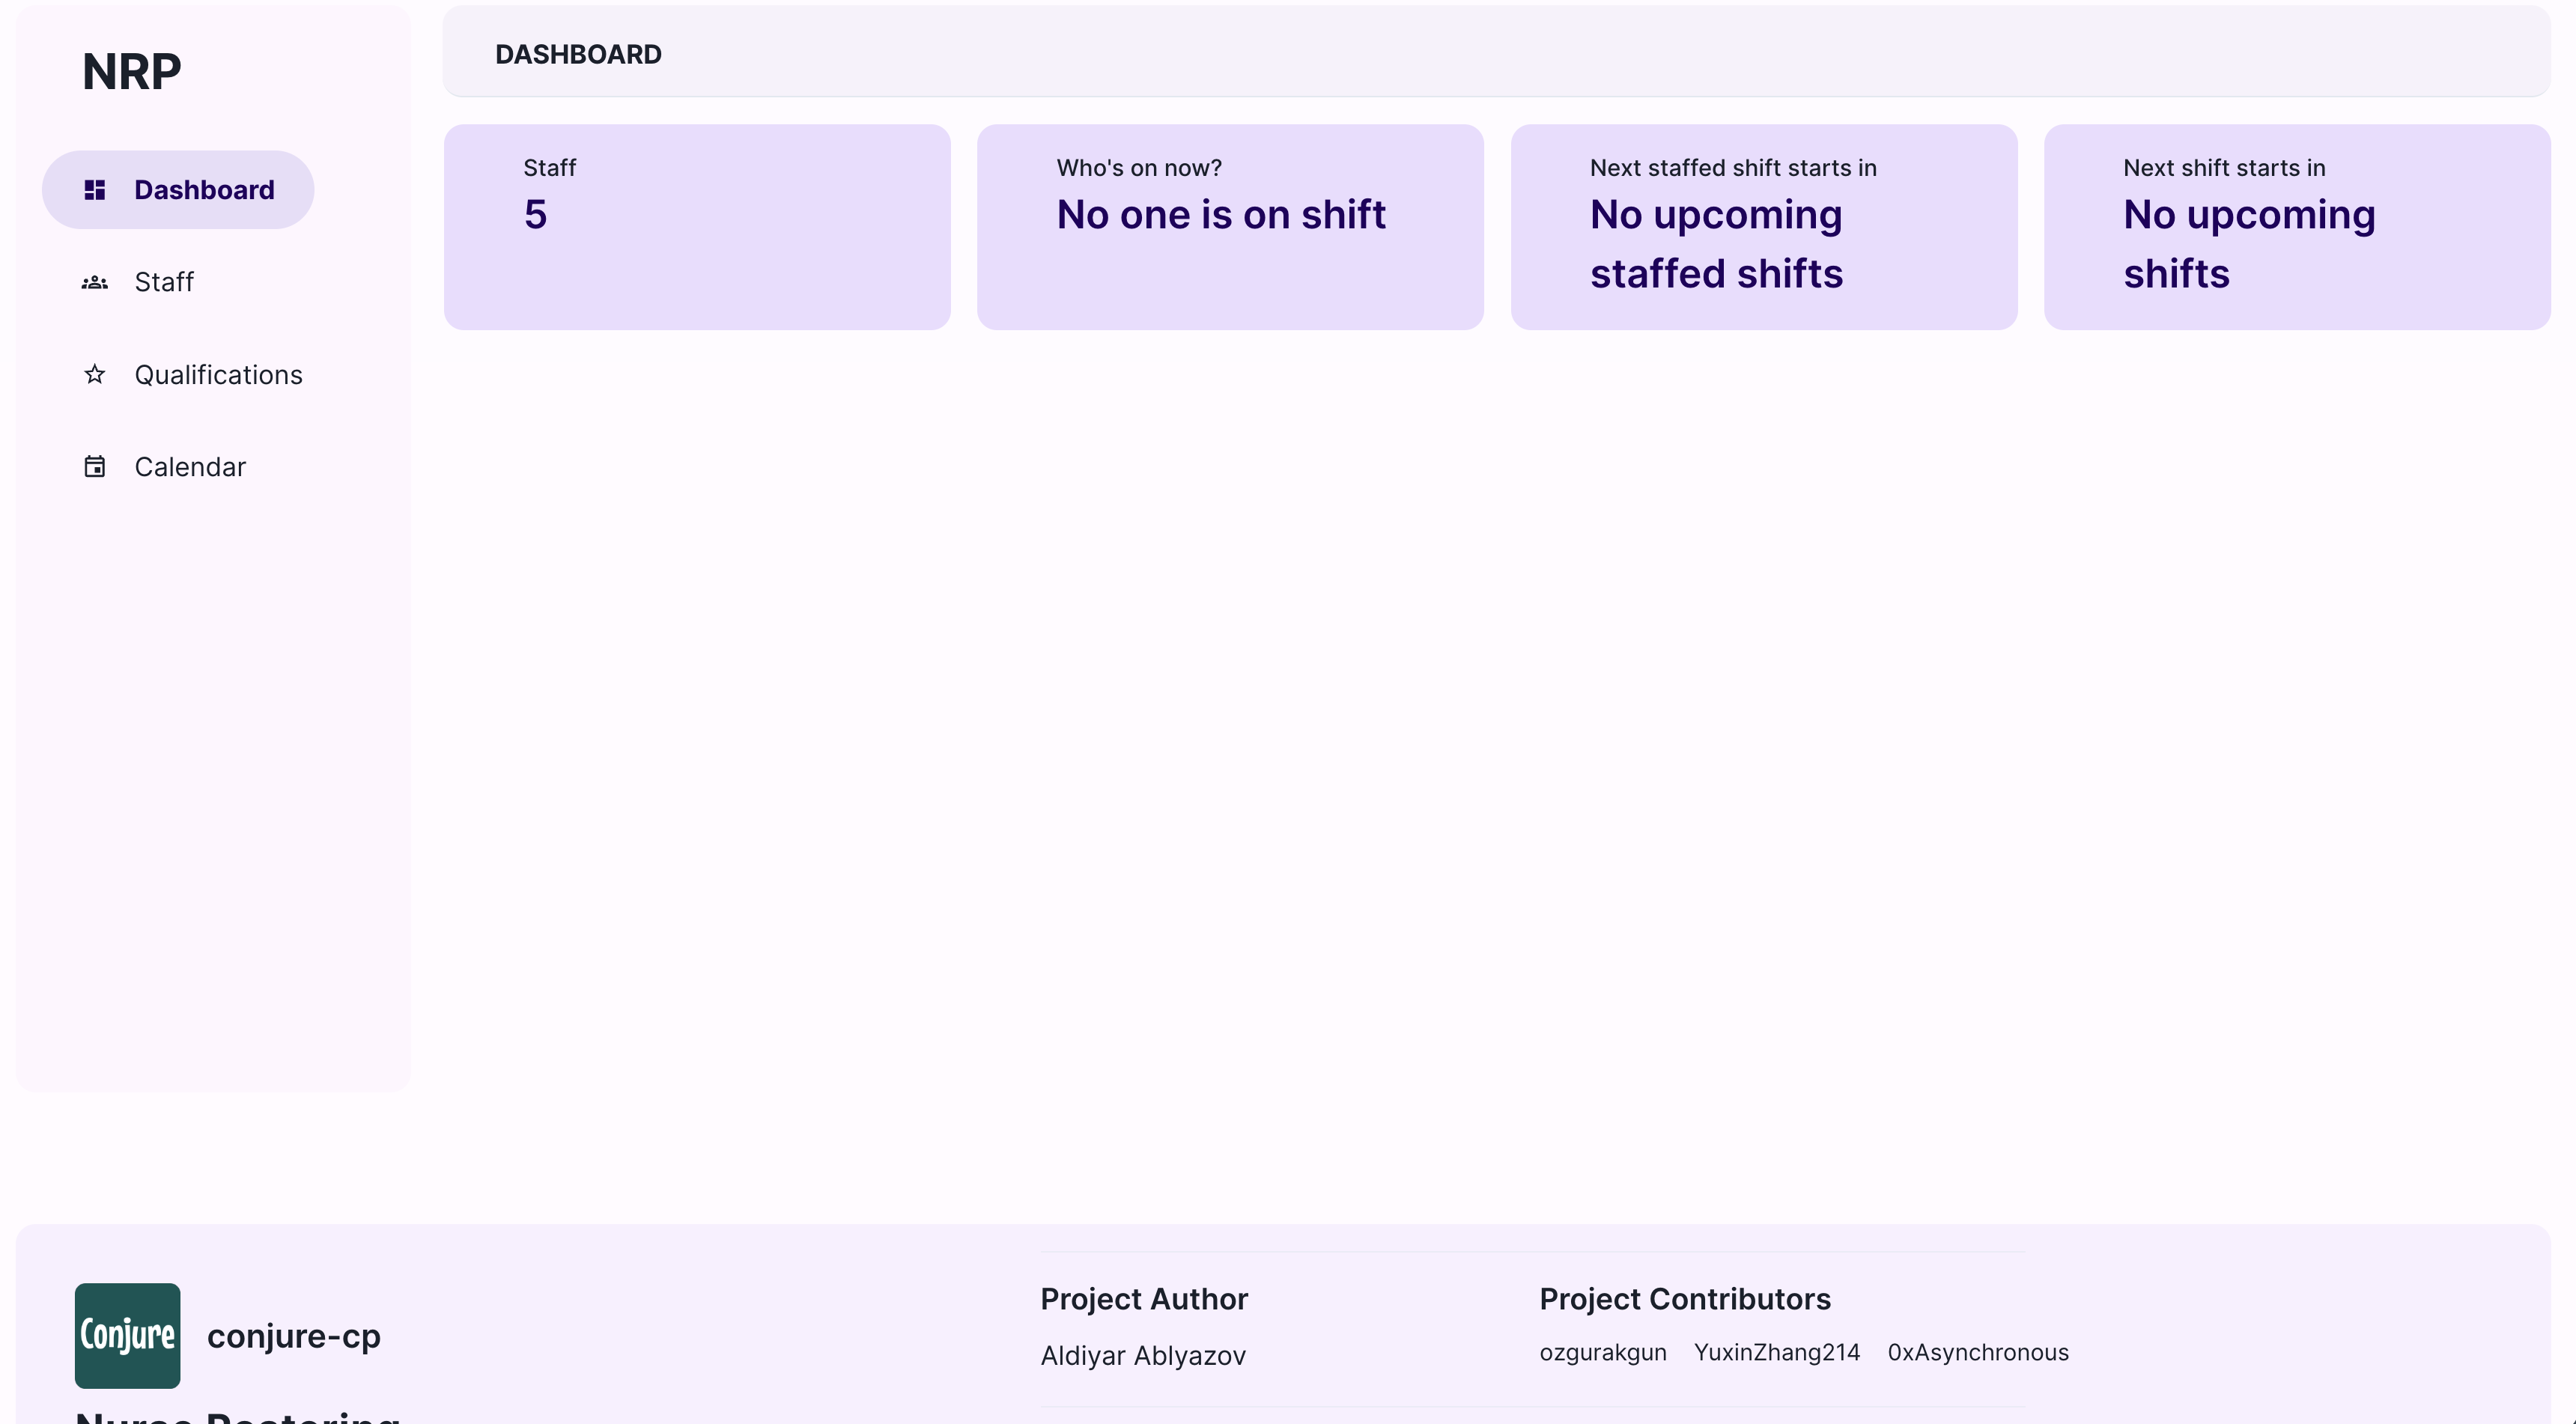 NRP
Dashboard
Staff
Qualifications
Calendar
DASHBOARD
Staff
5
Who's on now?
No one is on shift
Next staffed shift starts in
No upcoming
staffed shifts
Next shift starts in
No upcoming
shifts
Conjure
conjure-cp
Nurse Rostering
Project Author
Aldiyar Ablyazov
Project Contributors
ozgurakgun YuxinZhang214 0xAsynchronous